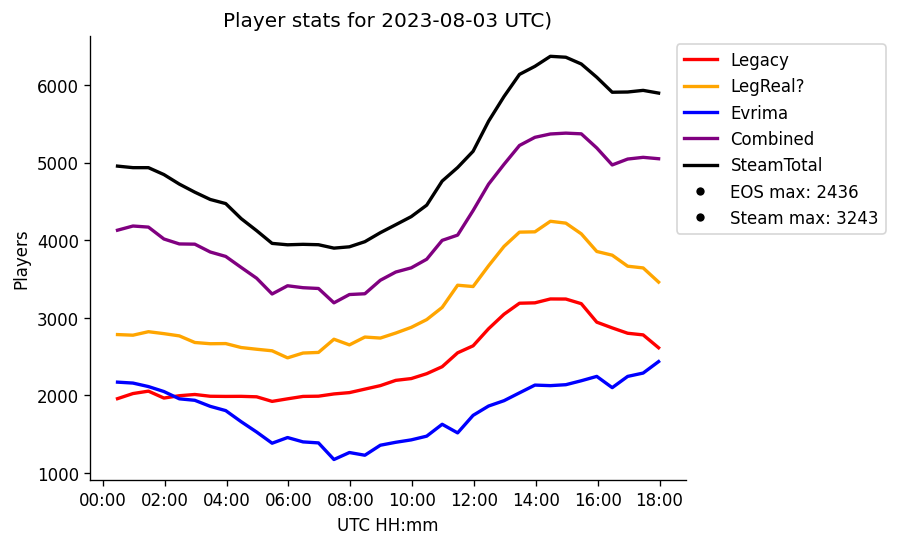 Player stats for 2023-08-03 UTC)
Legacy
LegReal?
Evrima
Combined
SteamTotal
EOS max: 2436
Steam max: 3243
Players
6000
5000
4000
3000
2000
1000
00:00 02:00 04:00 06:00 08:00 10:00 12:00 14:00 16:00 18:00
UTC HH:mm